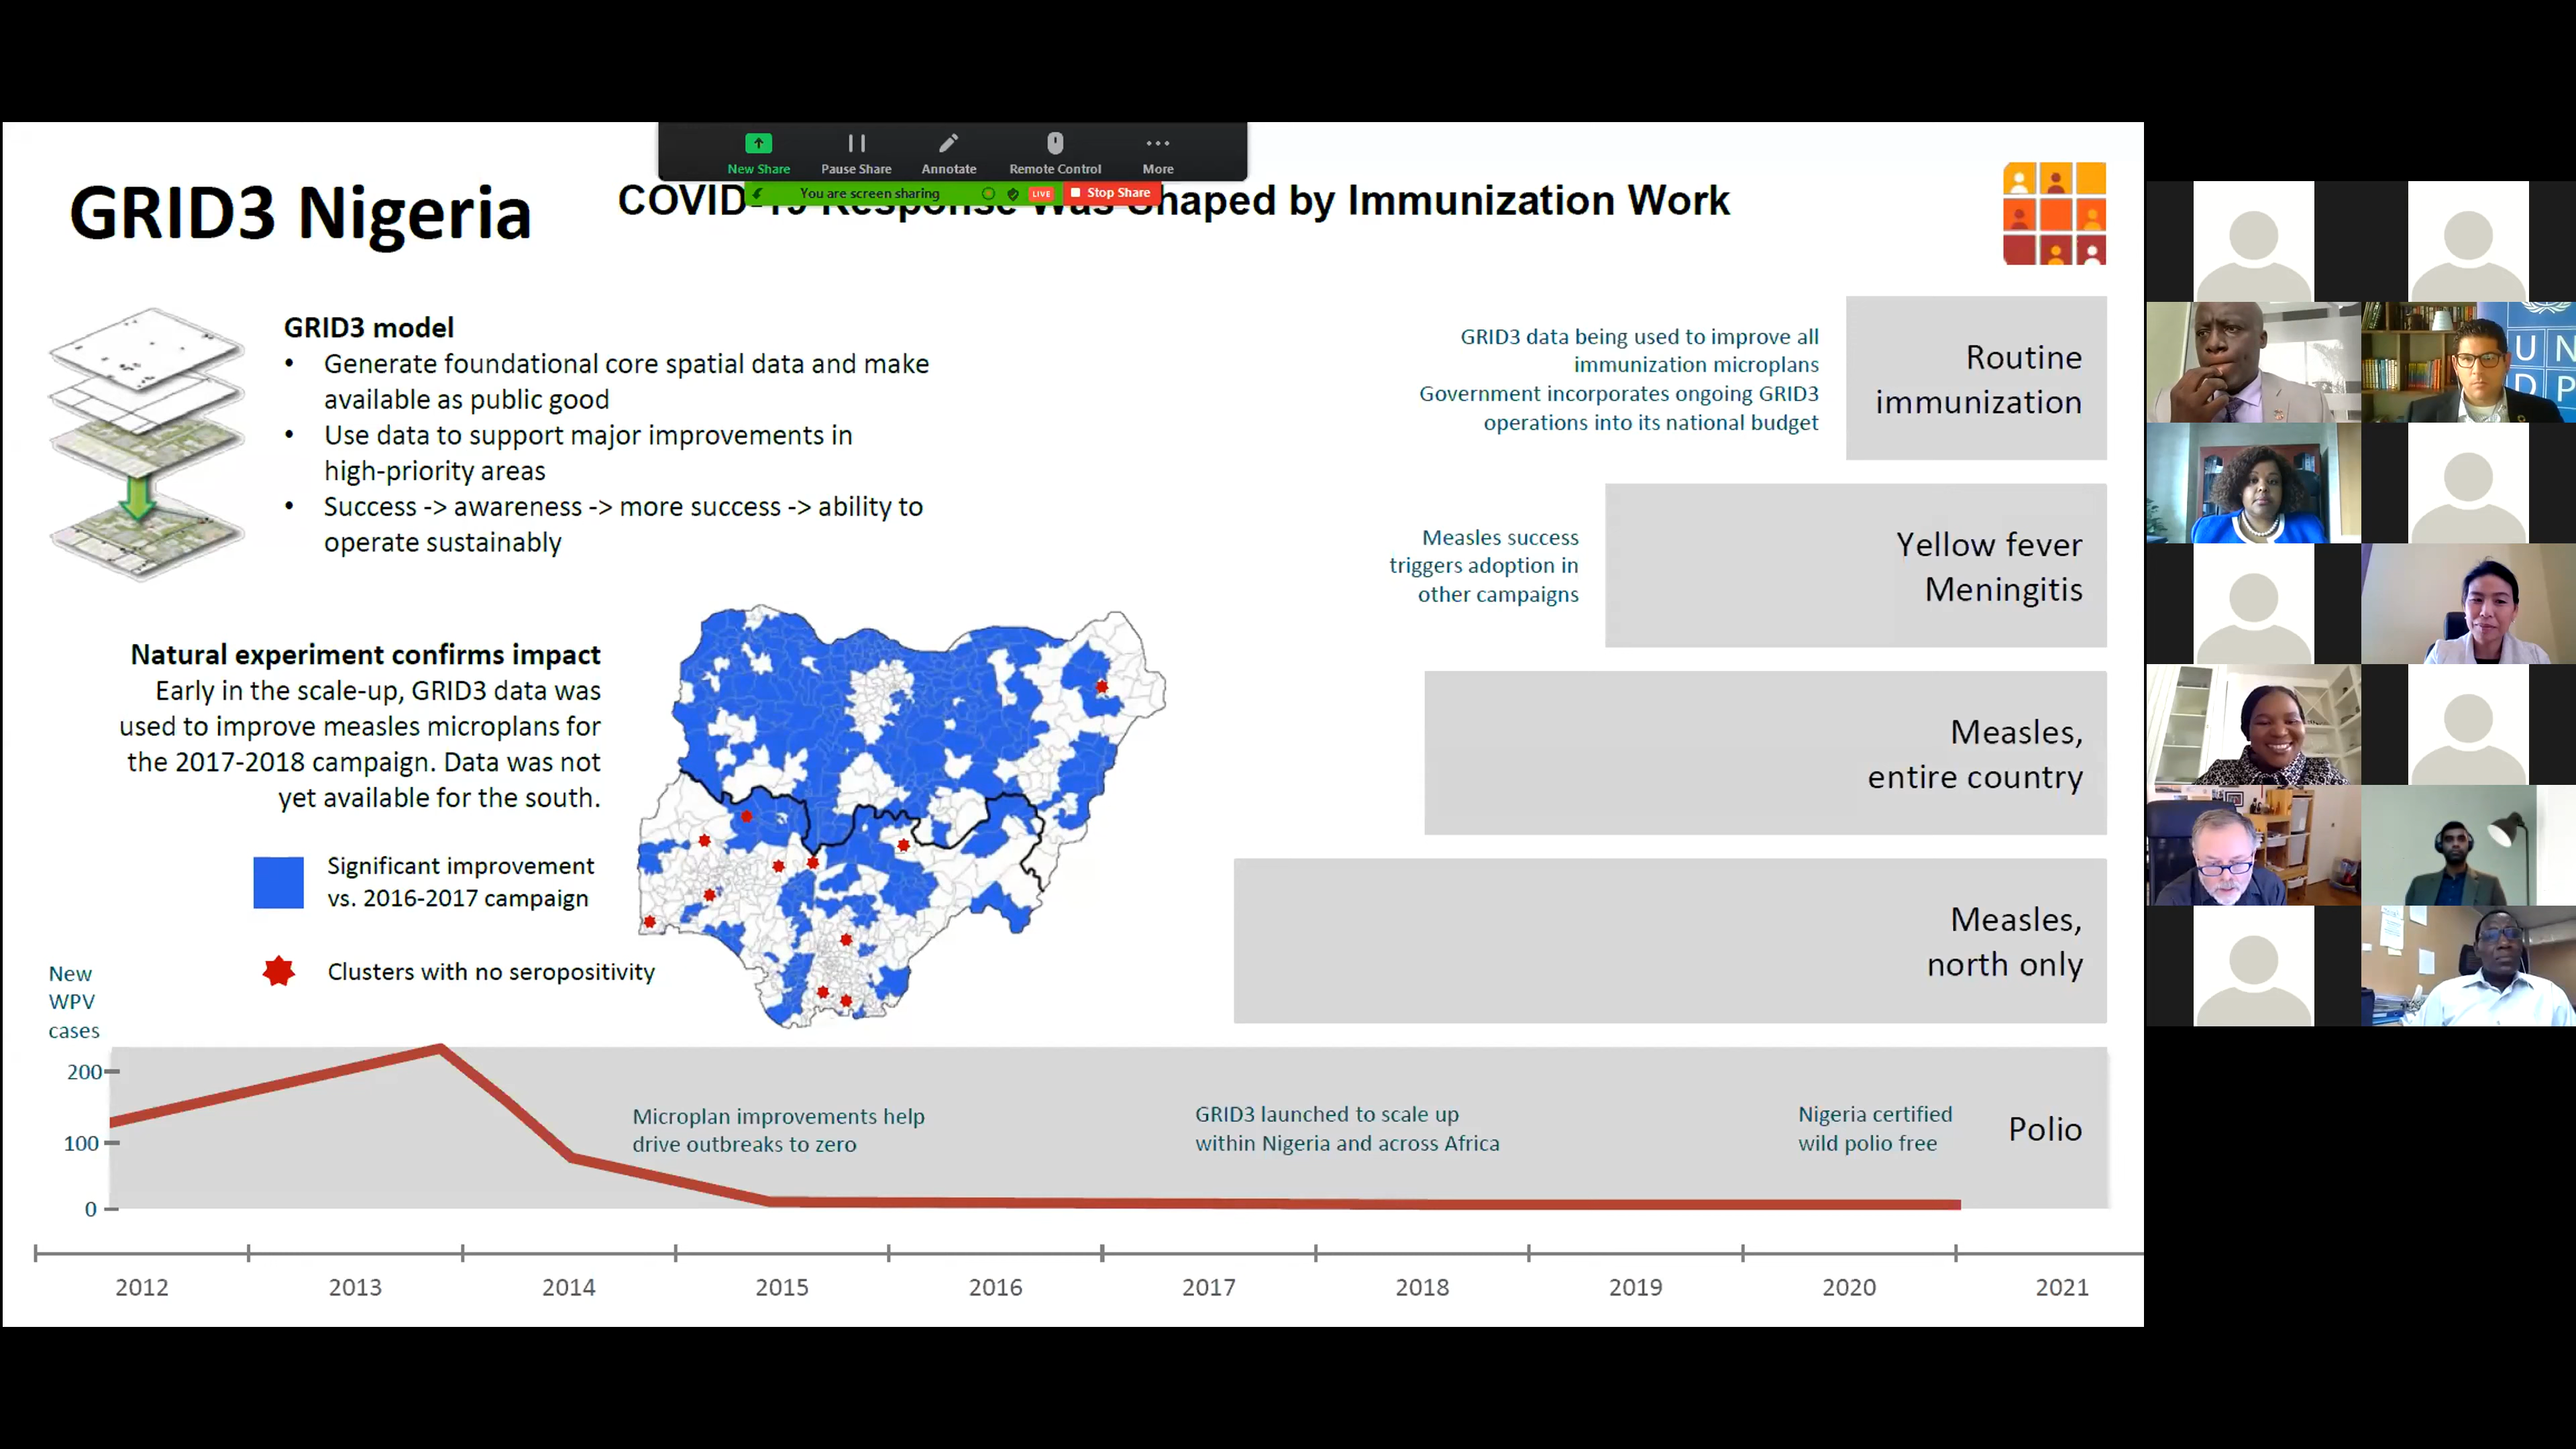 New Share
Pause Share
Annotate
Remote Control
More
You are screen sharing
LIVE
Stop Share
GRID3 Nigeria
COVID-19 Response Was Shaped by Immunization Work
GRID3 model
• Generate foundational core spatial data and make
available as public good
• Use data to support major improvements in
high-priority areas
• Success -> awareness -> more success -> ability to
operate sustainably
GRID3 data being used to improve all
immunization microplans
Government incorporates ongoing GRID3
operations into its national budget
Routine
immunization
Measles success
triggers adoption in
other campaigns
Yellow fever
Meningitis
Natural experiment confirms impact
Early in the scale-up, GRID3 data was
used to improve measles microplans for
the 2017-2018 campaign. Data was not
yet available for the south.
Significant improvement
vs. 2016-2017 campaign
Clusters with no seropositivity
Measles,
entire country
Measles,
north only
New
WPV
cases
200
100
0
Microplan improvements help
drive outbreaks to zero
GRID3 launched to scale up
within Nigeria and across Africa
Nigeria certified
wild polio free
Polio
2012
2013
2014
2015
2016
2017
2018
2019
2020
2021
U N
D P